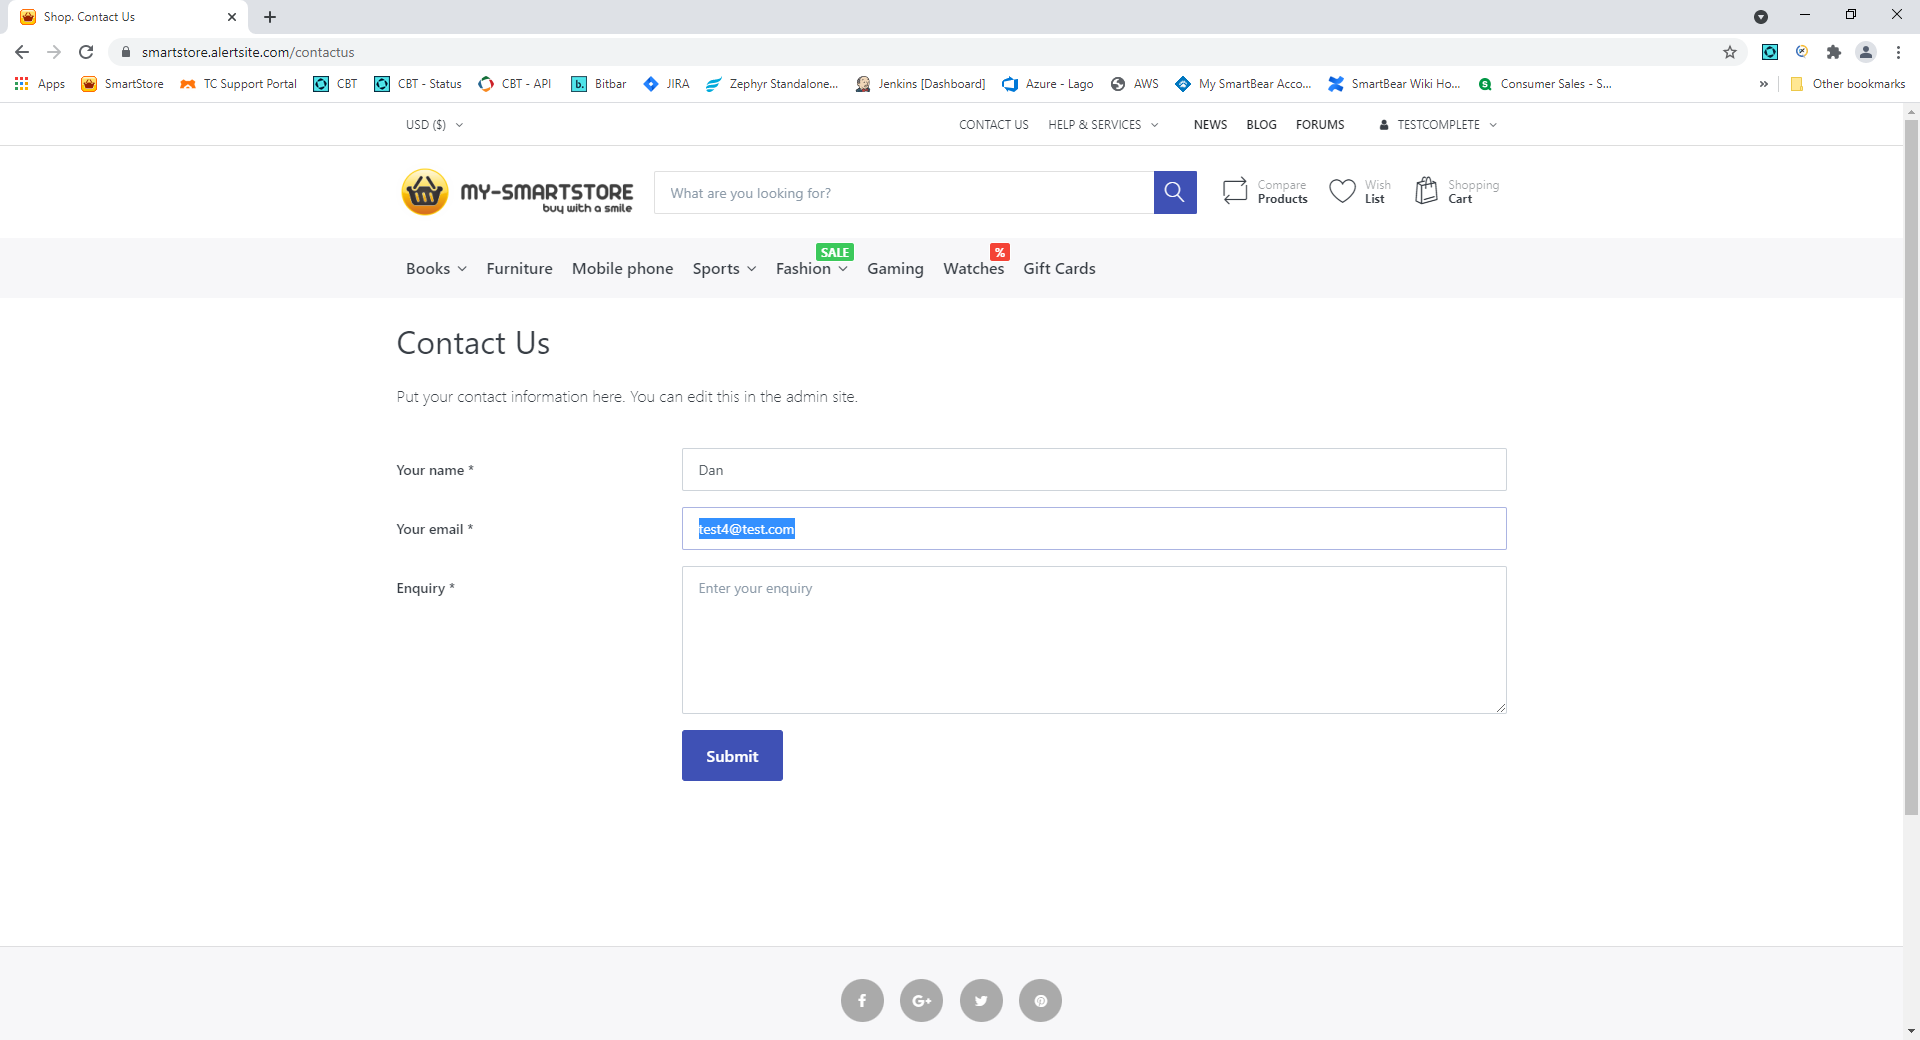 Shop. Contact Us
smartstore.alertsite.com/contactus
Apps SmartStore TC Support Portal CBT CBT - Status CBT - API b. Bitbar JIRA Zephyr Standalone... Jenkins [Dashboard] Azure - Lago AWS My SmartBear Acco... SmartBear Wiki Ho... Consumer Sales - S... » Other bookmarks
USD ($) CONTACT US HELP & SERVICES NEWS BLOG FORUMS TESTCOMPLETE
MY-SMARTSTORE
buy with a smile
What are you looking for?
Compare
Products
Wish
List
Shopping
Cart
SALE %
Books Furniture Mobile phone Sports Fashion Gaming Watches Gift Cards
Contact Us
Put your contact information here. You can edit this in the admin site.
Your name * Dan
Your email * test4@test.com
Enquiry * Enter your enquiry
Submit
f G+